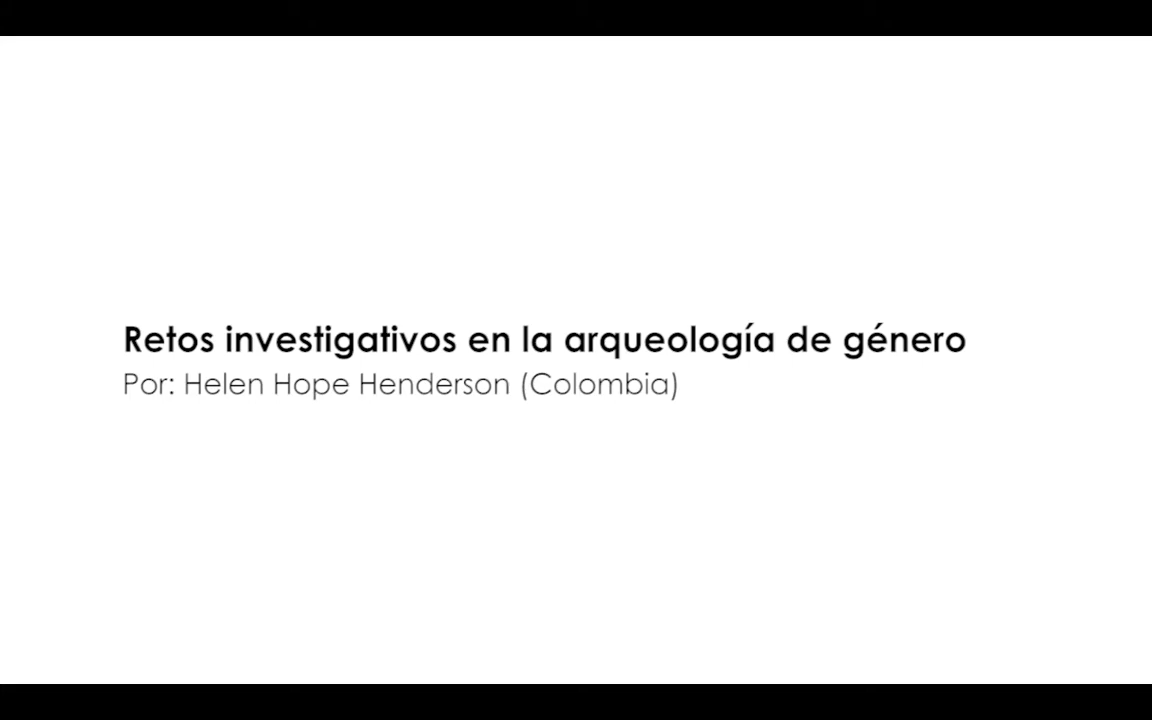 Retos investigativos en la arqueología de género
Por: Helen Hope Henderson (Colombia)